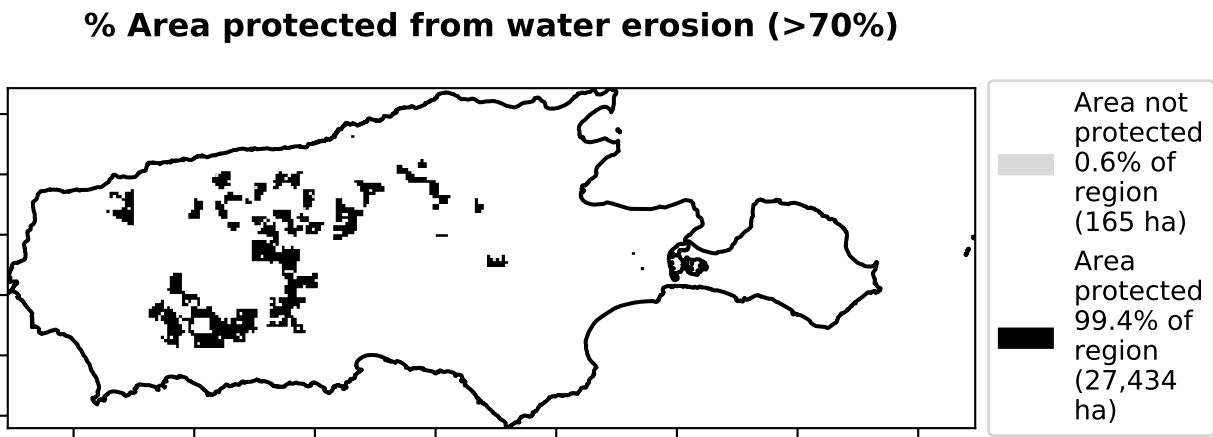 % Area protected from water erosion (>70%)
Area not
protected
0.6% of
region
(165 ha)
Area
protected
99.4% of
region
(27,434
ha)